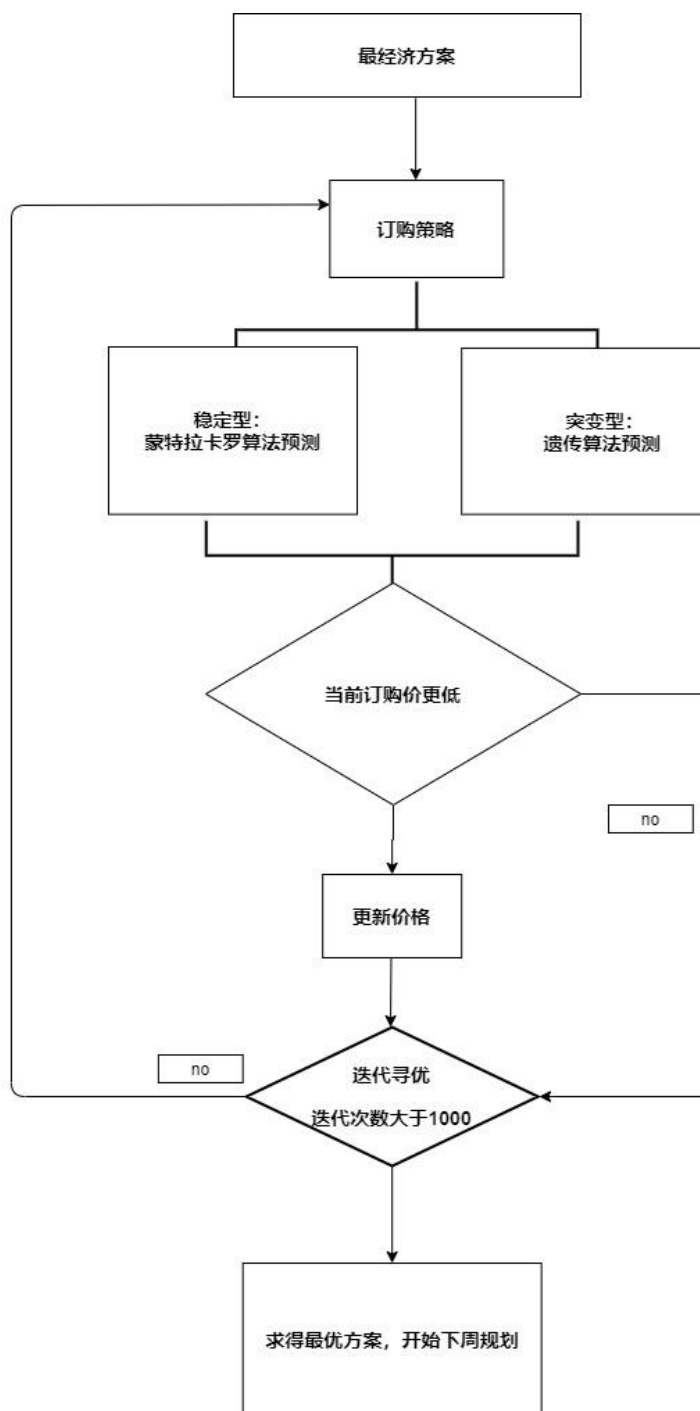 最经济方案
订购策略
稳定型：
蒙特拉卡罗算法预测
突变型：
遗传算法预测
当前订购价更低
no
更新价格
no
迭代寻优
迭代次数大于1000
求得最优方案，开始下周规划